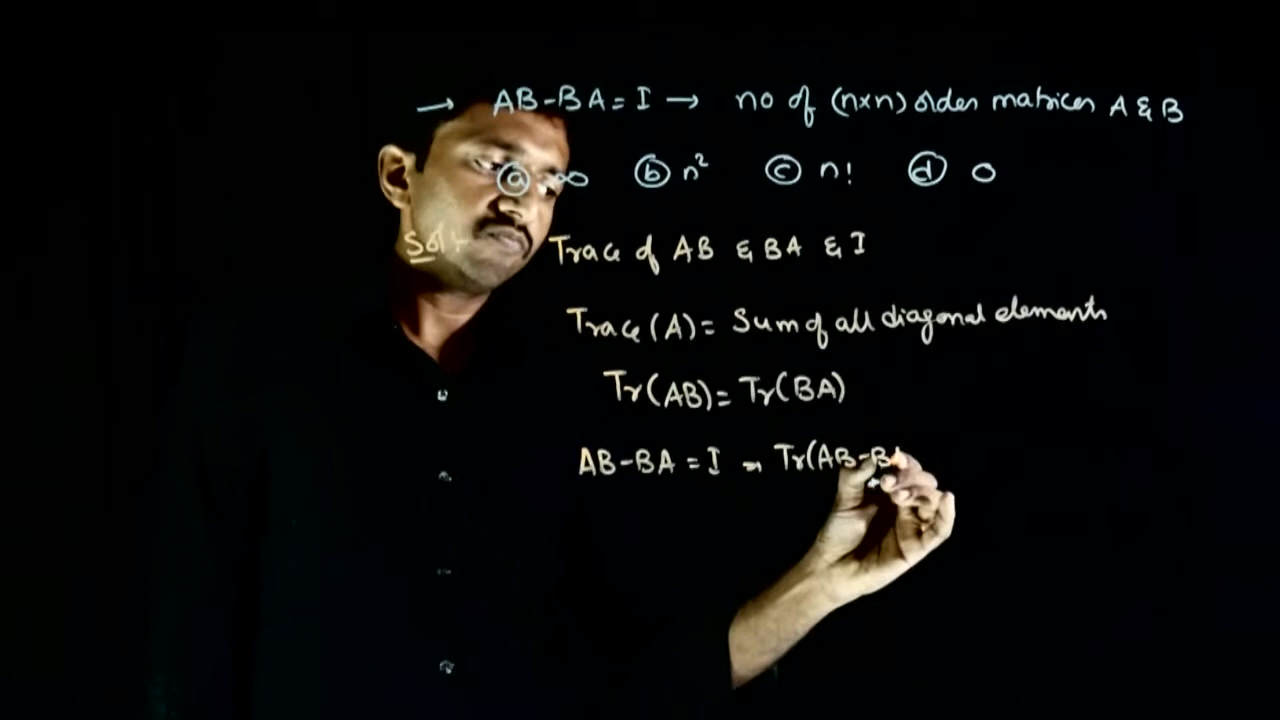 → AB-BA = I → no of (n×n) order matrices A & B
ⓐ ∞ ⓑ n² ⓒ n! ⓓ 0
Sol:- Trace of AB & BA & I
Trace (A) = Sum of all diagonal elements
Tr(AB) = Tr(BA)
AB-BA = I ⇒ Tr(AB-BA